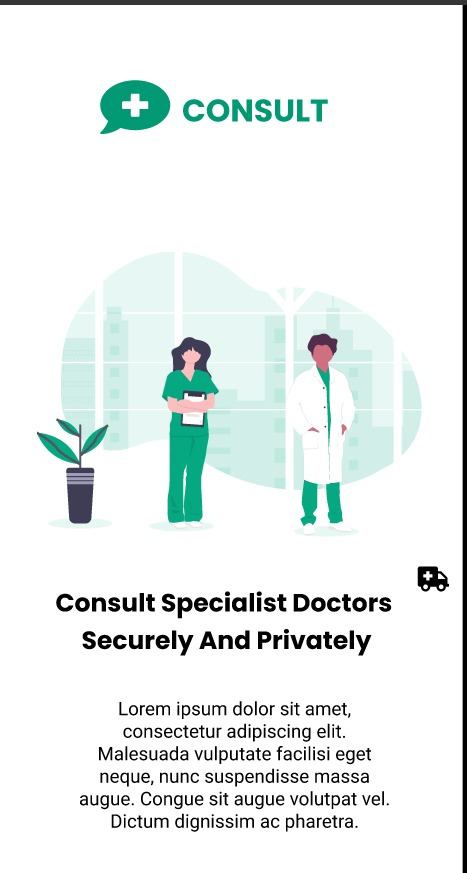 CONSULT
Consult Specialist Doctors
Securely And Privately
Lorem ipsum dolor sit amet,
consectetur adipiscing elit.
Malesuada vulputate facilisi eget
neque, nunc suspendisse massa
augue. Congue sit augue volutpat vel.
Dictum dignissim ac pharetra.